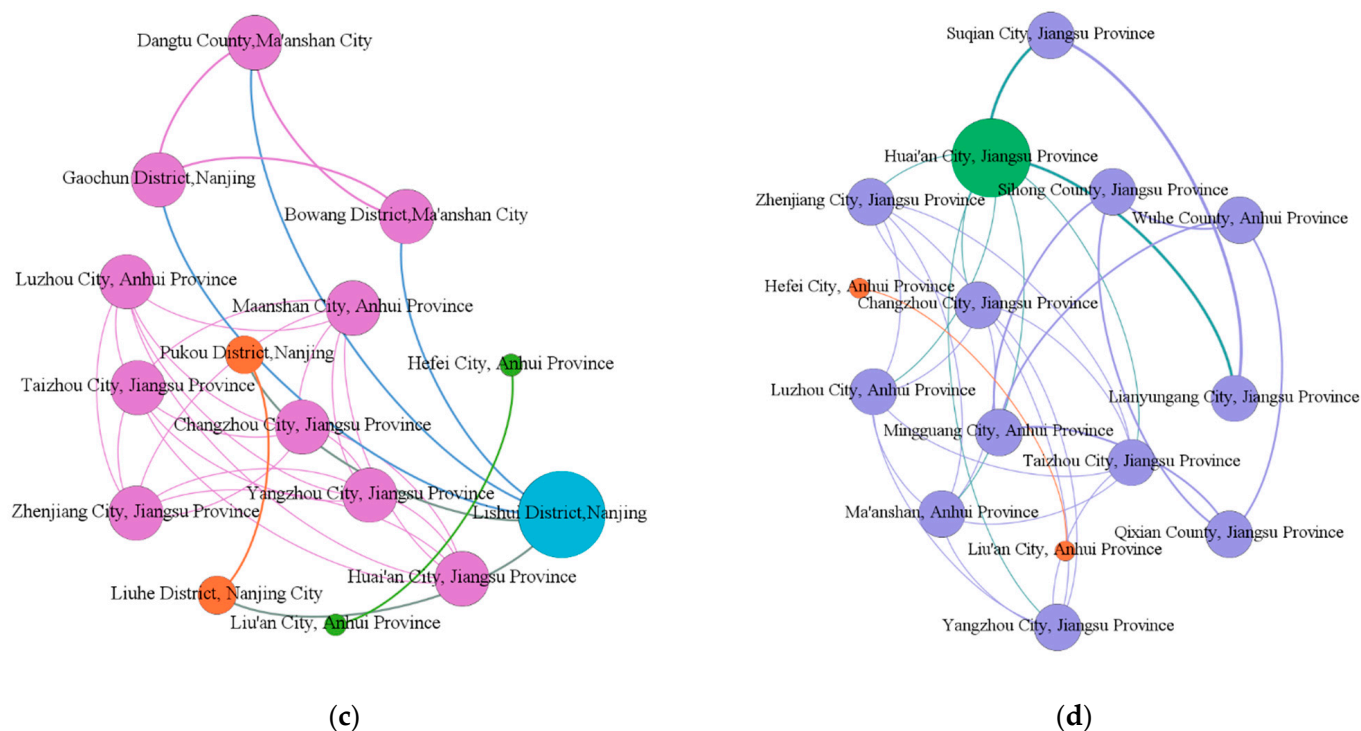 Dangtu County,Ma'anshan City
Gaochun District,Nanjing
Bowang District,Ma'anshan City
Luzhou City, Anhui Province
Maanshan City, Anhui Province
Pukou District,Nanjing
Hefei City, Anhui Province
Taizhou City, Jiangsu Province
Changzhou City, Jiangsu Province
Yangzhou City, Jiangsu Province
Zhenjiang City, Jiangsu Province
Lishui District,Nanjing
Huai'an City, Jiangsu Province
Liuhe District, Nanjing City
Liu'an City, Anhui Province
(c)
Suqian City, Jiangsu Province
Huai'an City, Jiangsu Province
Sihong County, Jiangsu Province
Zhenjiang City, Jiangsu Province
Wuhe County, Anhui Province
Hefei City, Anhui Province
Changzhou City, Jiangsu Province
Luzhou City, Anhui Province
Lianyungang City, Jiangsu Province
Mingguang City, Anhui Province
Taizhou City, Jiangsu Province
Ma'anshan, Anhui Province
Qixian County, Jiangsu Province
Liu'an City, Anhui Province
Yangzhou City, Jiangsu Province
(d)